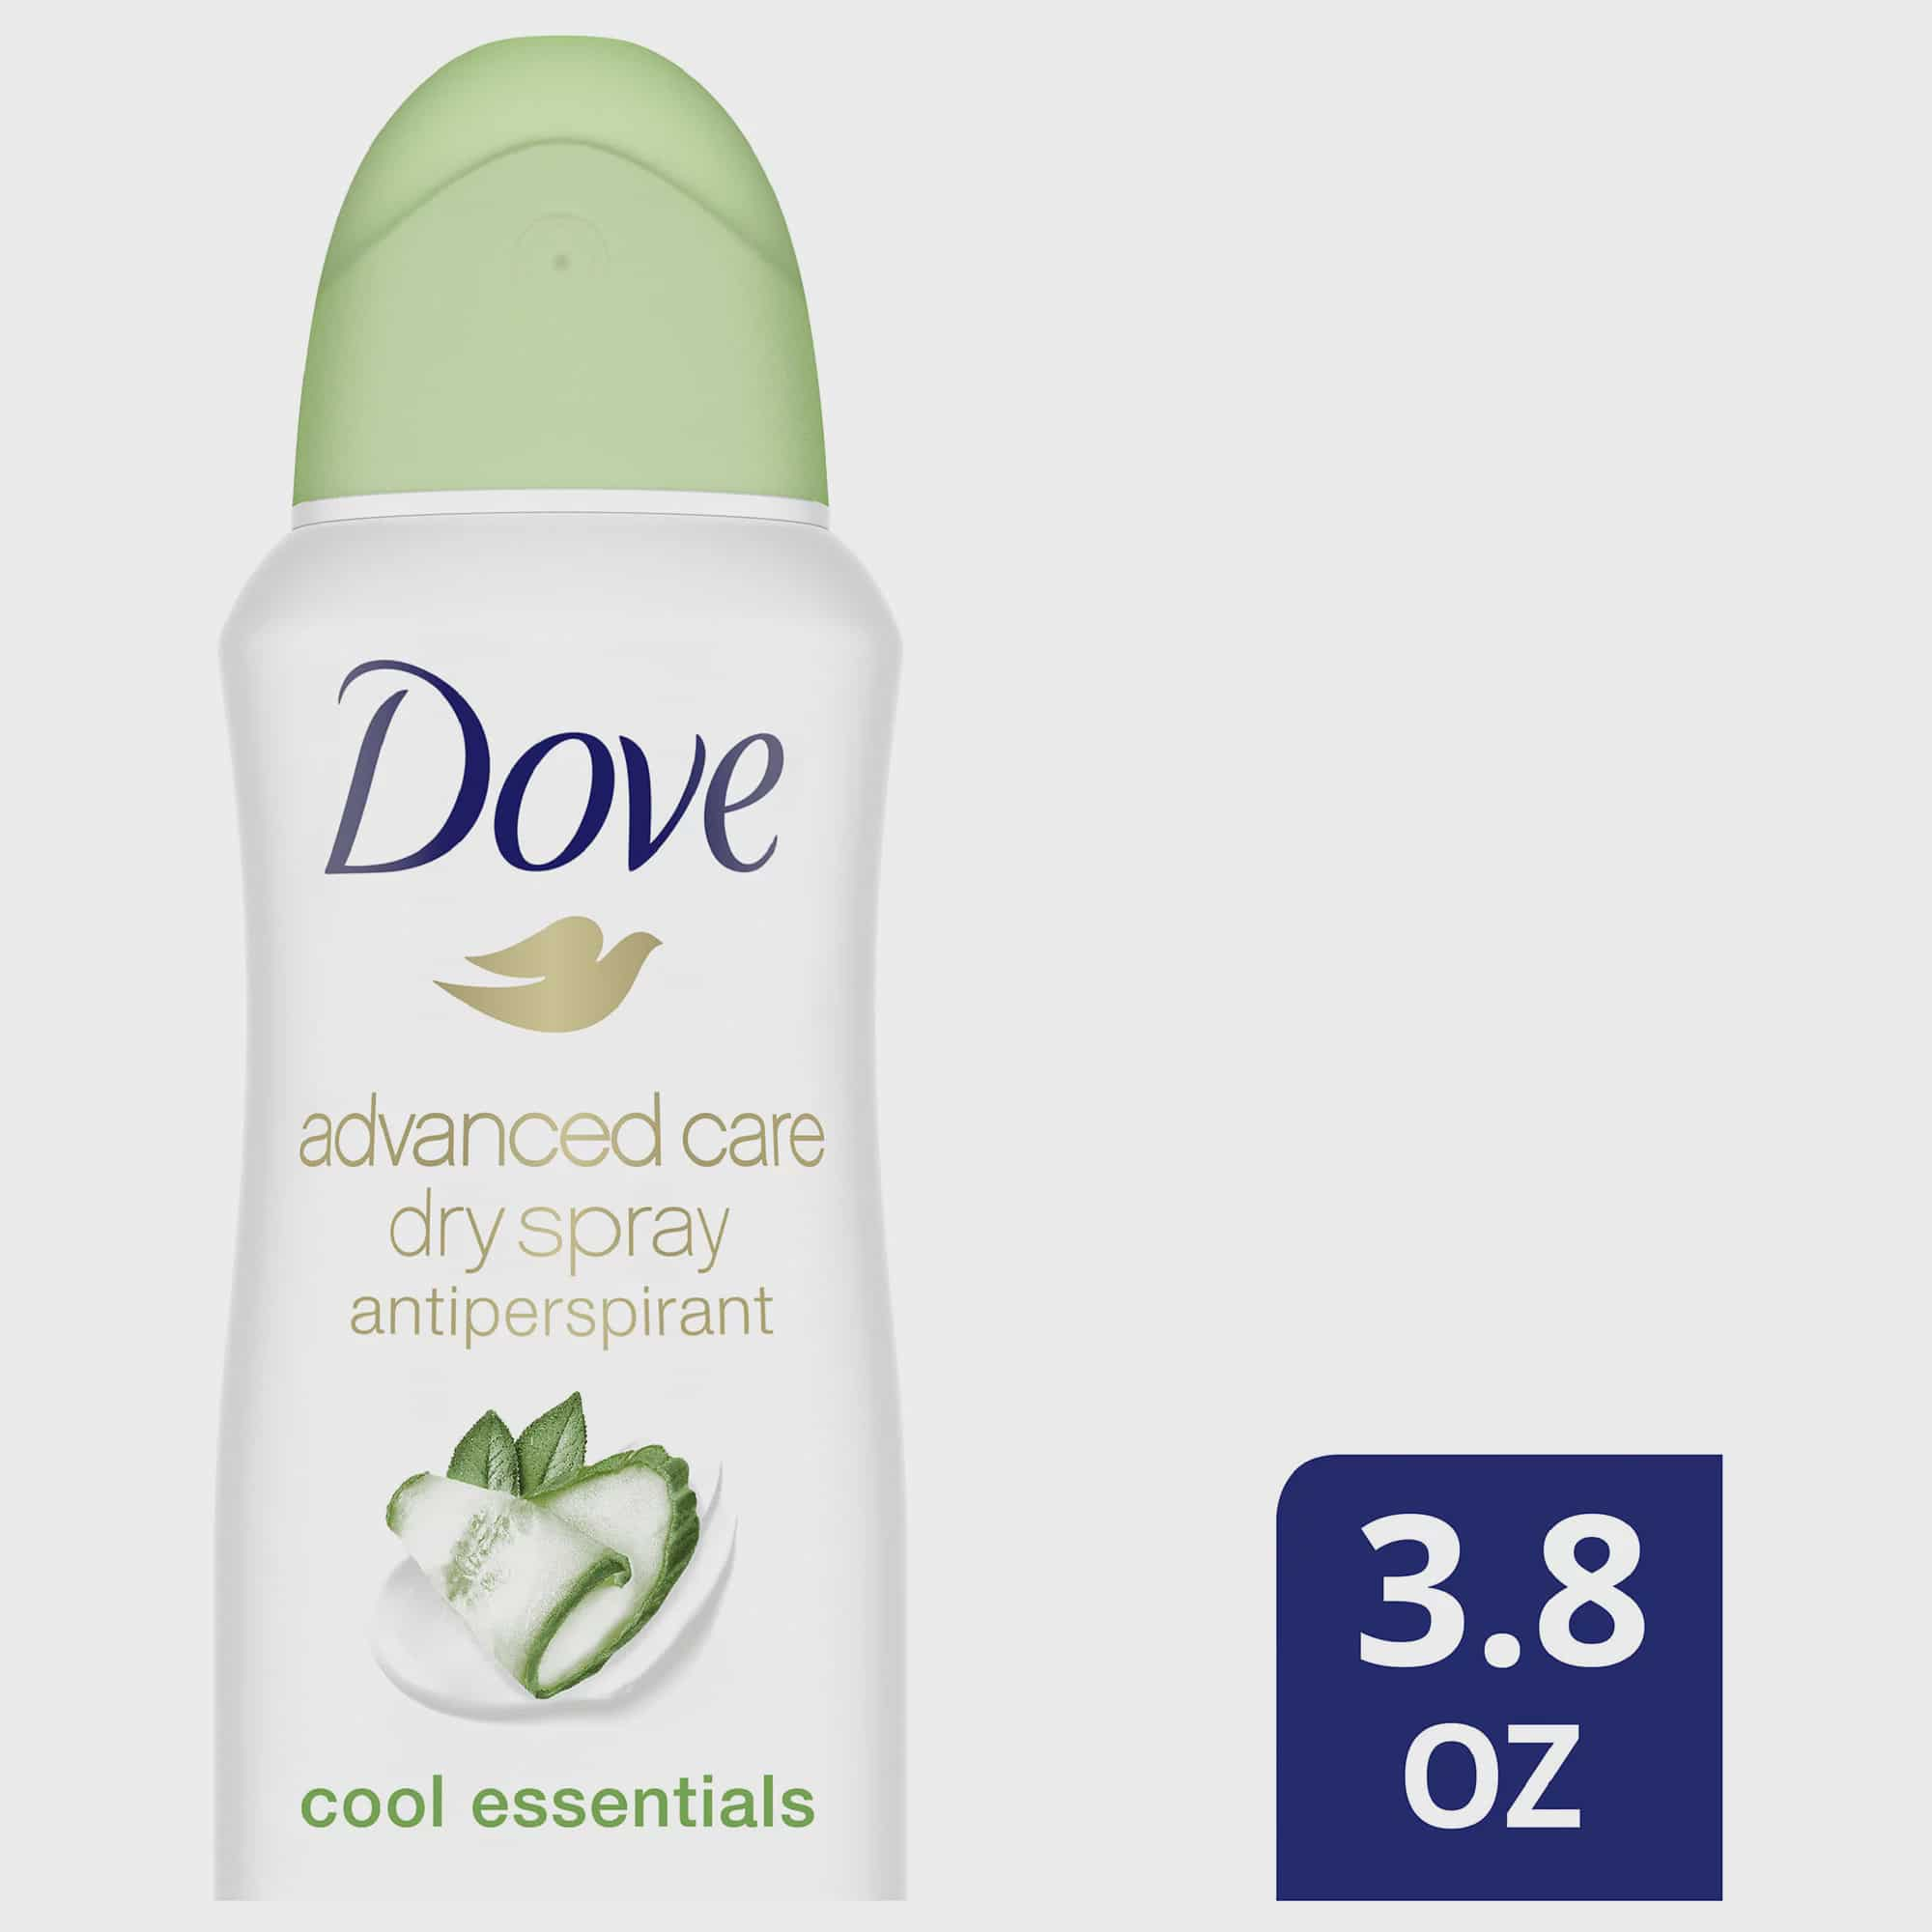 Dove
advanced care
dry spray
antiperspirant
cool essentials
3.8
OZ